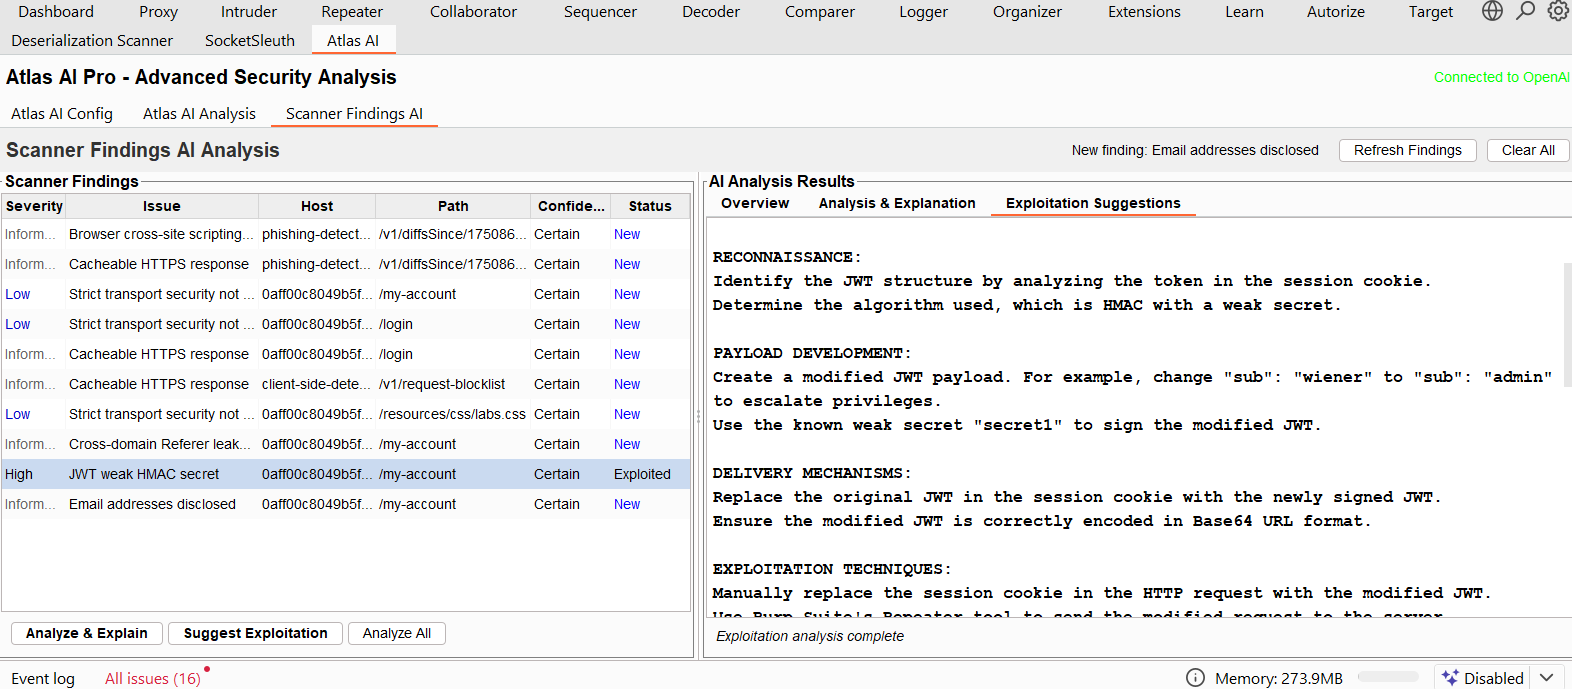 Dashboard Proxy Intruder Repeater Collaborator Sequencer Decoder Comparer Logger Organizer Extensions Learn Autorize Target
Deserialization Scanner SocketSleuth Atlas AI
Atlas AI Pro - Advanced Security Analysis
Connected to OpenAI
Atlas AI Config Atlas AI Analysis Scanner Findings AI
Scanner Findings AI Analysis
New finding: Email addresses disclosed Refresh Findings Clear All
Scanner Findings
Severity Issue Host Path Confide... Status
Inform... Browser cross-site scripting... phishing-detect... /v1/diffsSince/175086... Certain New
Inform... Cacheable HTTPS response phishing-detect... /v1/diffsSince/175086... Certain New
Low Strict transport security not ... 0aff00c8049b5f... /my-account Certain New
Low Strict transport security not ... 0aff00c8049b5f... /login Certain New
Inform... Cacheable HTTPS response 0aff00c8049b5f... /login Certain New
Inform... Cacheable HTTPS response client-side-dete... /v1/request-blocklist Certain New
Low Strict transport security not ... 0aff00c8049b5f... /resources/css/labs.css Certain New
Inform... Cross-domain Referer leak... 0aff00c8049b5f... /my-account Certain New
High JWT weak HMAC secret 0aff00c8049b5f... /my-account Certain Exploited
Inform... Email addresses disclosed 0aff00c8049b5f... /my-account Certain New
Analyze & Explain Suggest Exploitation Analyze All
AI Analysis Results
Overview Analysis & Explanation Exploitation Suggestions
RECONNAISSANCE:
Identify the JWT structure by analyzing the token in the session cookie.
Determine the algorithm used, which is HMAC with a weak secret.
PAYLOAD DEVELOPMENT:
Create a modified JWT payload. For example, change "sub": "wiener" to "sub": "admin"
to escalate privileges.
Use the known weak secret "secret1" to sign the modified JWT.
DELIVERY MECHANISMS:
Replace the original JWT in the session cookie with the newly signed JWT.
Ensure the modified JWT is correctly encoded in Base64 URL format.
EXPLOITATION TECHNIQUES:
Manually replace the session cookie in the HTTP request with the modified JWT.
Use Burp Suite's Repeater tool to send the modified request to the server.
Exploitation analysis complete
Event log All issues (16) Memory: 273.9MB Disabled